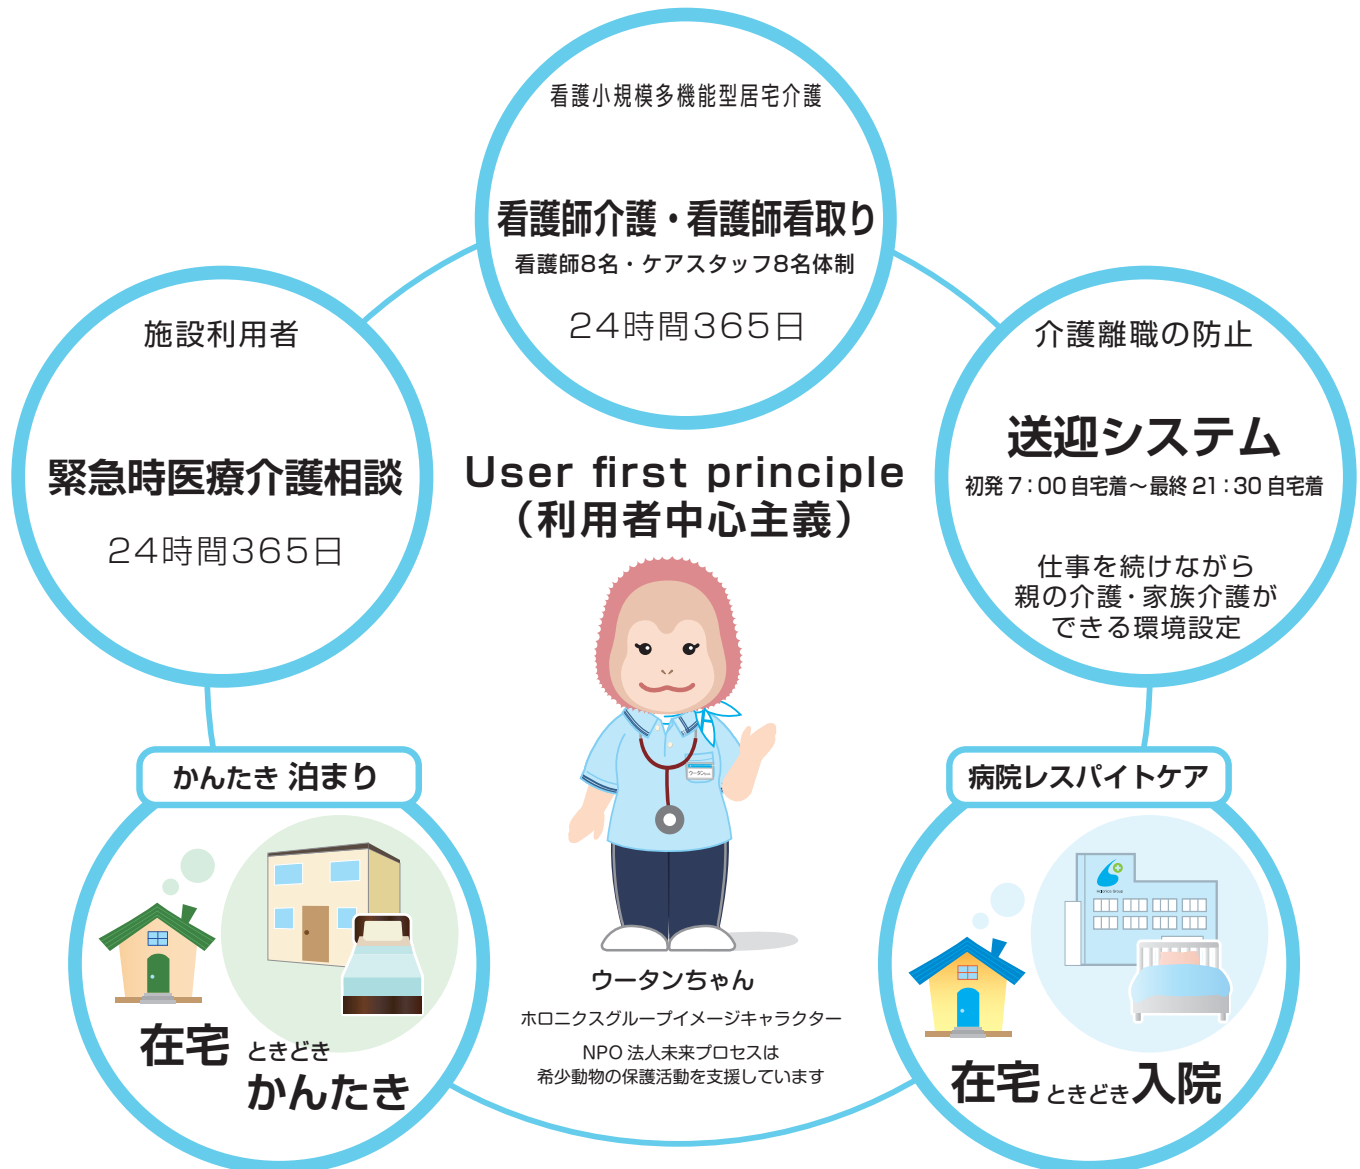 看護小規模多機能型居宅介護
看護師介護・看護師看取り
看護師8名・ケアスタッフ8名体制
24時間365日
施設利用者
緊急時医療介護相談
24時間365日
介護離職の防止
送迎システム
初発 7:00 自宅着～最終 21:30 自宅着
仕事を続けながら
親の介護・家族介護が
できる環境設定
User first principle
（利用者中心主義）
かんたき 泊まり
在宅 ときどき
かんたき
ウータンちゃん
ホロニクスグループイメージキャラクター
NPO 法人未来プロセスは
希少動物の保護活動を支援しています
病院レスパイトケア
在宅ときどき入院